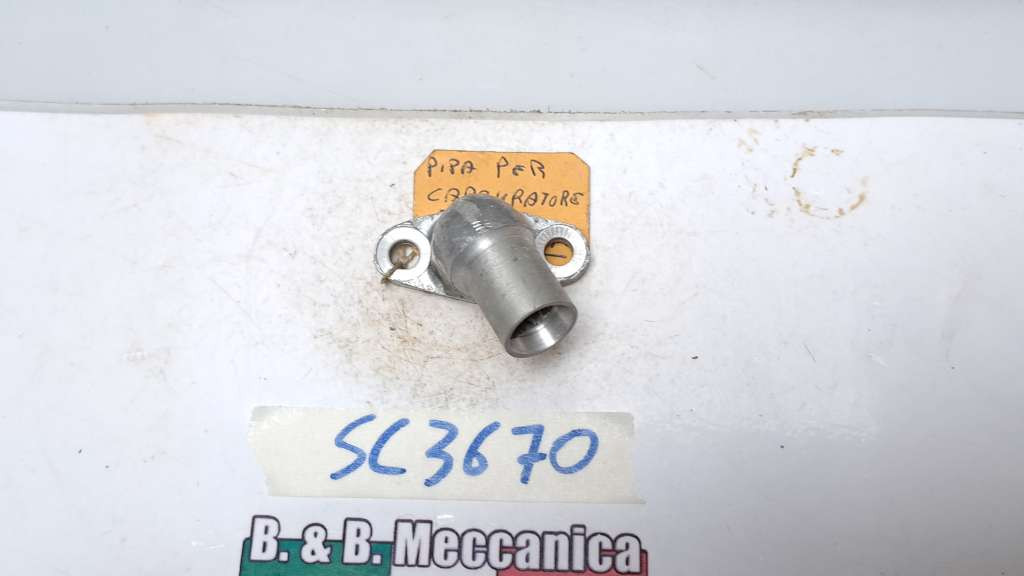 PIPA PER
CARBURATORE
SC3670
B. & B. Meccanica